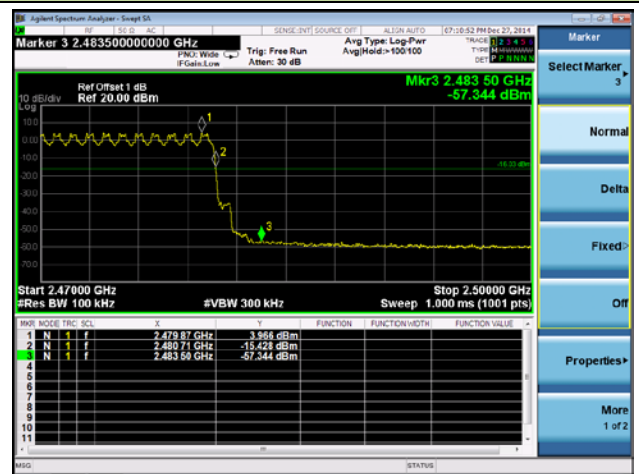 Agilent Spectrum Analyzer - Swept SA
RF 50 Ω AC SENSE:INT SOURCE OFF ALIGN AUTO 07:10:52 PM Dec 27, 2014
Marker 3 2.483500000000 GHz
PNO: Wide Trig: Free Run Avg Type: Log-Pwr TRACE 1 2 3 4 5 6
IFGain:Low Atten: 30 dB Avg|Hold:>100/100 TYPE MWWWWW
DET P P N N N N
Marker
Select Marker
3
Normal
Delta
Fixed
Off
Properties
More
1 of 2
Ref Offset 1 dB
10 dB/div Ref 20.00 dBm
Log
Mkr3 2.483 50 GHz
-57.344 dBm
10.0
0.00
-10.0
-20.0
-30.0
-40.0
-50.0
-60.0
-70.0
1
2
3
-16.03 dBm
Start 2.47000 GHz Stop 2.50000 GHz
#Res BW 100 kHz #VBW 300 kHz Sweep 1.000 ms (1001 pts)
MKR MODE TRC SCL X Y FUNCTION FUNCTION WIDTH FUNCTION VALUE
1 N 1 f 2.479 87 GHz 3.966 dBm
2 N 1 f 2.480 71 GHz -15.428 dBm
3 N 1 f 2.483 50 GHz -57.344 dBm
4
5
6
7
8
9
10
11
MSG STATUS